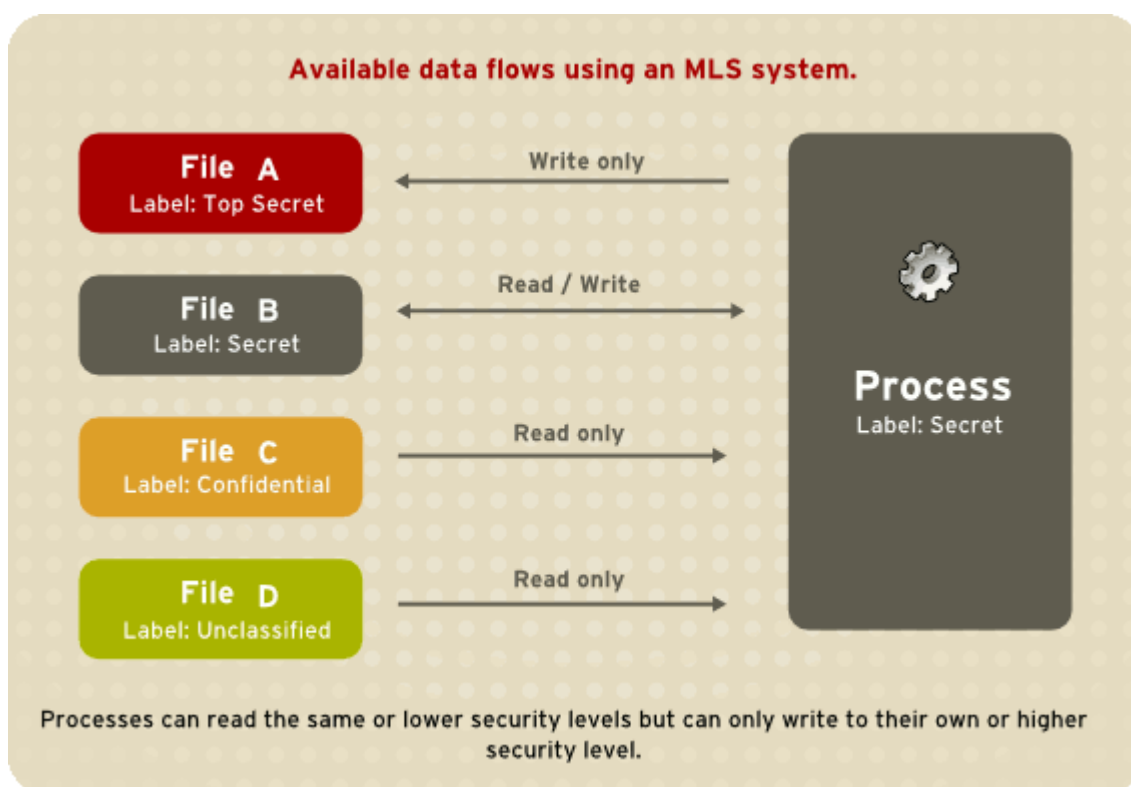 Available data flows using an MLS system.
File A
Label: Top Secret
Write only
File B
Label: Secret
Read / Write
File C
Label: Confidential
Read only
File D
Label: Unclassified
Read only
Process
Label: Secret
Processes can read the same or lower security levels but can only write to their own or higher
security level.